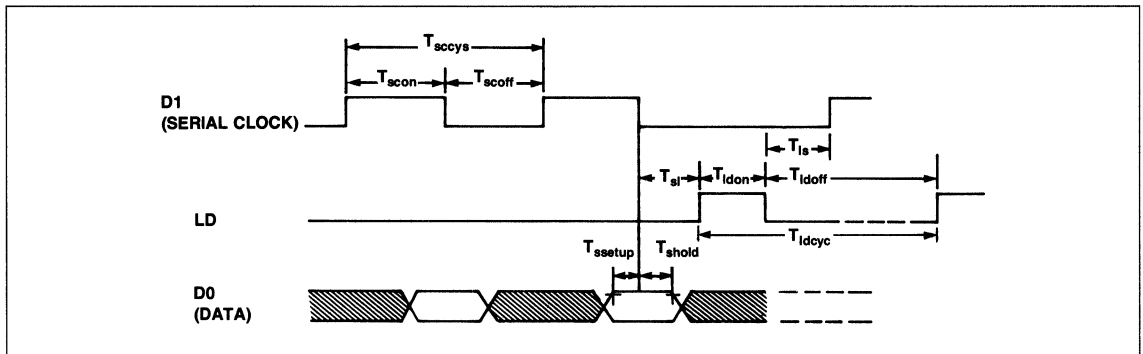 Tsccys
Tscon Tscoff
D1
(SERIAL CLOCK)
Tls
Tsl Tldon Tldoff
LD
Tldcyc
Tssetup Tshold
D0
(DATA)